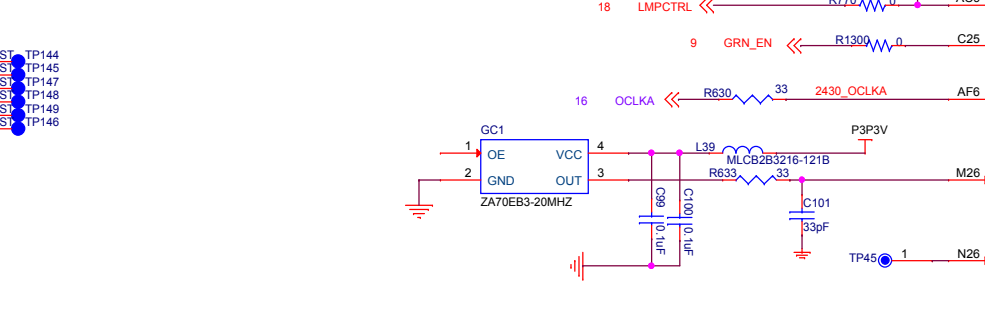 18 LMPCTRL R770 0
9 GRN_EN R1300 0 C25
ST TP144
ST TP145
ST TP147
ST TP148
ST TP149
ST TP146
16 OCLKA R630 33 2430_OCLKA AF6
GC1
P3P3V
1 OE VCC 4 L39
MLCB2B3216-121B
2 GND OUT 3 R633 33 M26
ZA70EB3-20MHZ
C99 0.1uF
C100 0.1uF
C101
33pF
TP45 1 N26